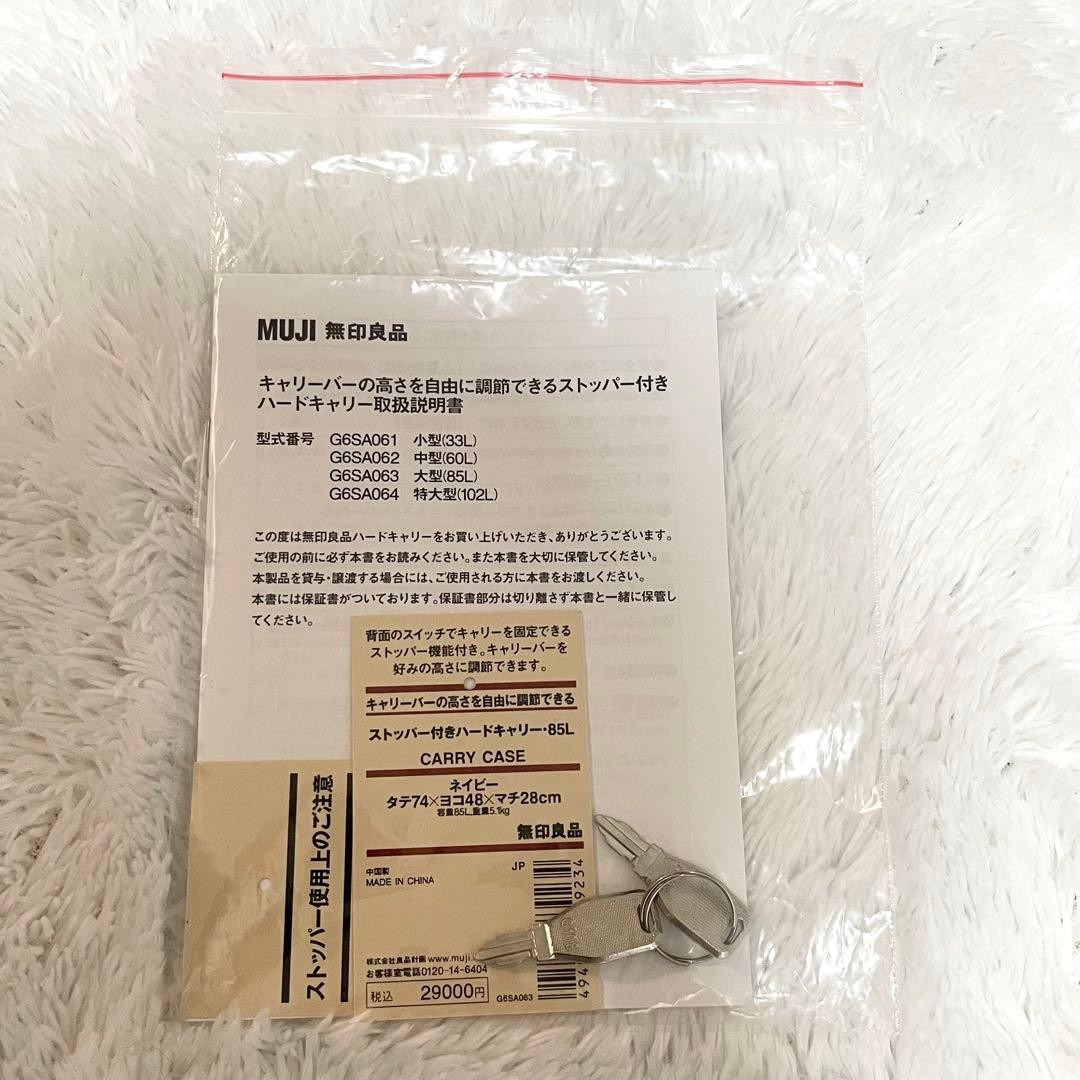 MUJI 無印良品
キャリーバーの高さを自由に調節できるストッパー付き
ハードキャリー取扱説明書
型式番号 G6SA061 小型(33L)
G6SA062 中型(60L)
G6SA063 大型(85L)
G6SA064 特大型(102L)
この度は無印良品ハードキャリーをお買い上げいただき、ありがとうございます。
ご使用の前に必ず本書をお読みください。また本書を大切に保管してください。
本製品を貸与・譲渡する場合には、ご使用される方に本書をお渡しください。
本書には保証書がついております。保証書部分は切り離さず本書と一緒に保管し
てください。
背面のスイッチでキャリーを固定できる
ストッパー機能付き。キャリーバーを
好みの高さに調節できます。
キャリーバーの高さを自由に調節できる
ストッパー付きハードキャリー・85L
CARRY CASE
ネイビー
タテ74×ヨコ48×マチ28cm
容量85L、重量5.1kg
無印良品
中国製
MADE IN CHINA
JP
株式会社良品計画 www.muji.
お客様室電話0120-14-6404
税込 29000円
G6SA063
494
9234
ストッパー使用上のご注意